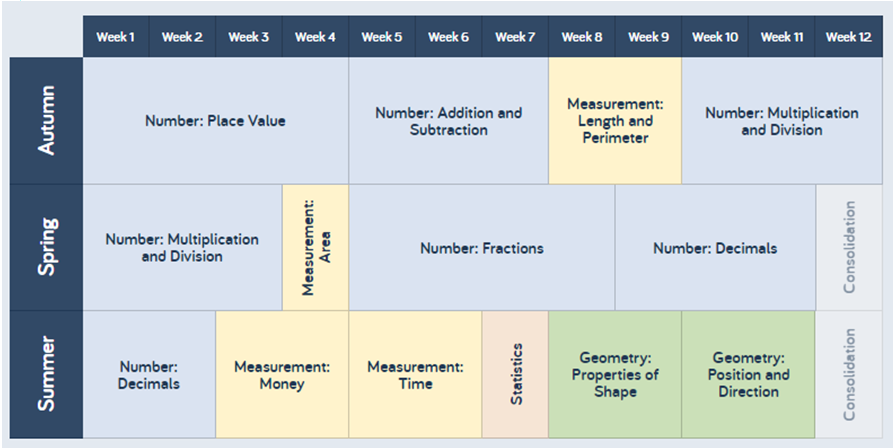 Week 1 Week 2 Week 3 Week 4 Week 5 Week 6 Week 7 Week 8 Week 9 Week 10 Week 11 Week 12
Autumn
Number: Place Value
Number: Addition and
Subtraction
Measurement:
Length and
Perimeter
Number: Multiplication
and Division
Spring
Number: Multiplication
and Division
Measurement:
Area
Number: Fractions
Number: Decimals
Consolidation
Summer
Number:
Decimals
Measurement:
Money
Measurement:
Time
Statistics
Geometry:
Properties of
Shape
Geometry:
Position and
Direction
Consolidation